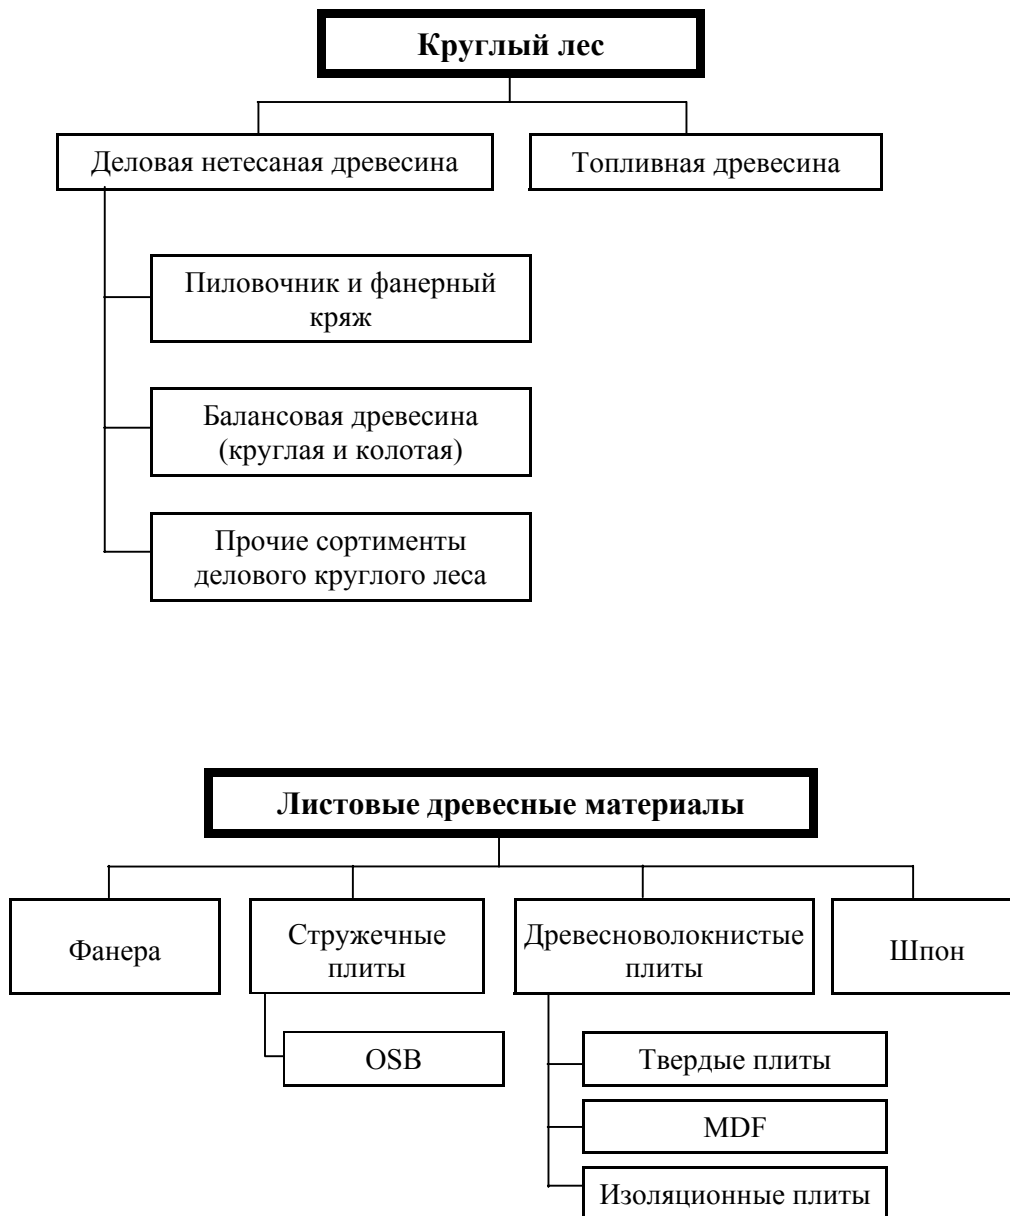 Круглый лес
Деловая нетесаная древесина
Топливная древесина
Пиловочник и фанерный
кряж
Балансовая древесина
(круглая и колотая)
Прочие сортименты
делового круглого леса
Листовые древесные материалы
Фанера
Стружечные
плиты
Древесноволокнистые
плиты
Шпон
OSB
Твердые плиты
MDF
Изоляционные плиты